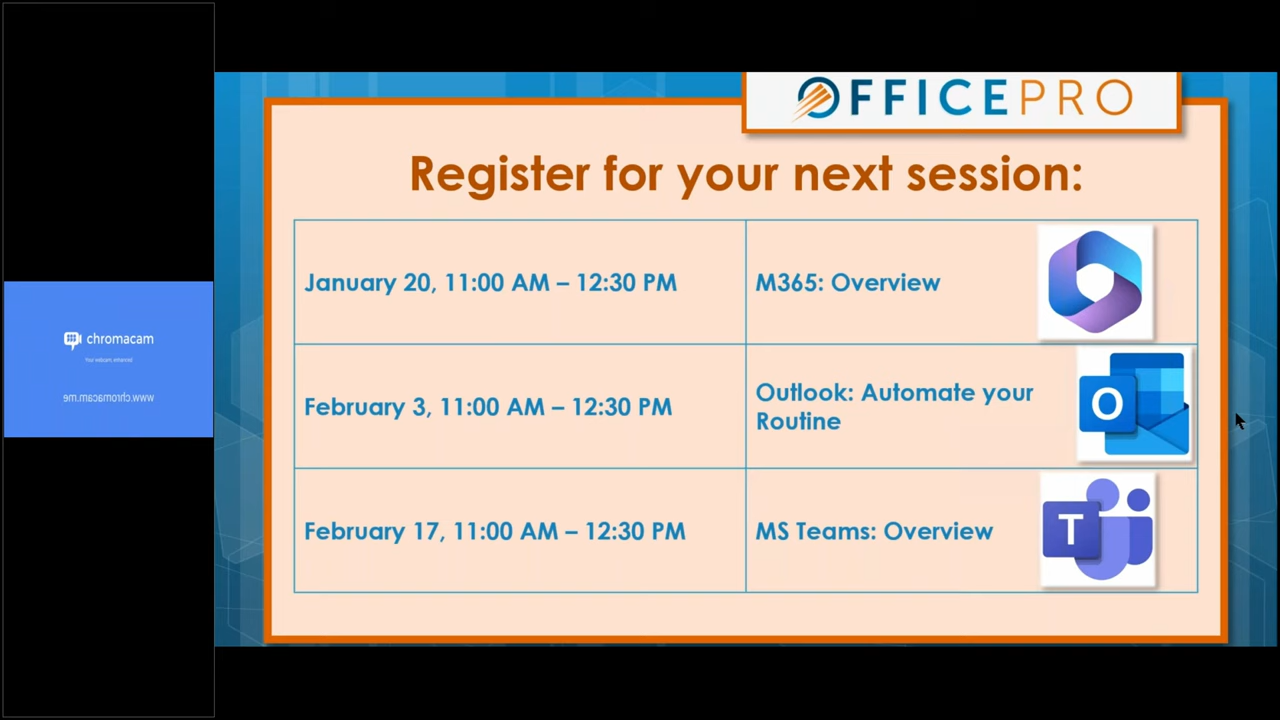 OFFICEPRO
Register for your next session:
January 20, 11:00 AM – 12:30 PM
M365: Overview
February 3, 11:00 AM – 12:30 PM
Outlook: Automate your
Routine
O
February 17, 11:00 AM – 12:30 PM
MS Teams: Overview
T
chromacam
Your webcam, enhanced
www.chromacam.me